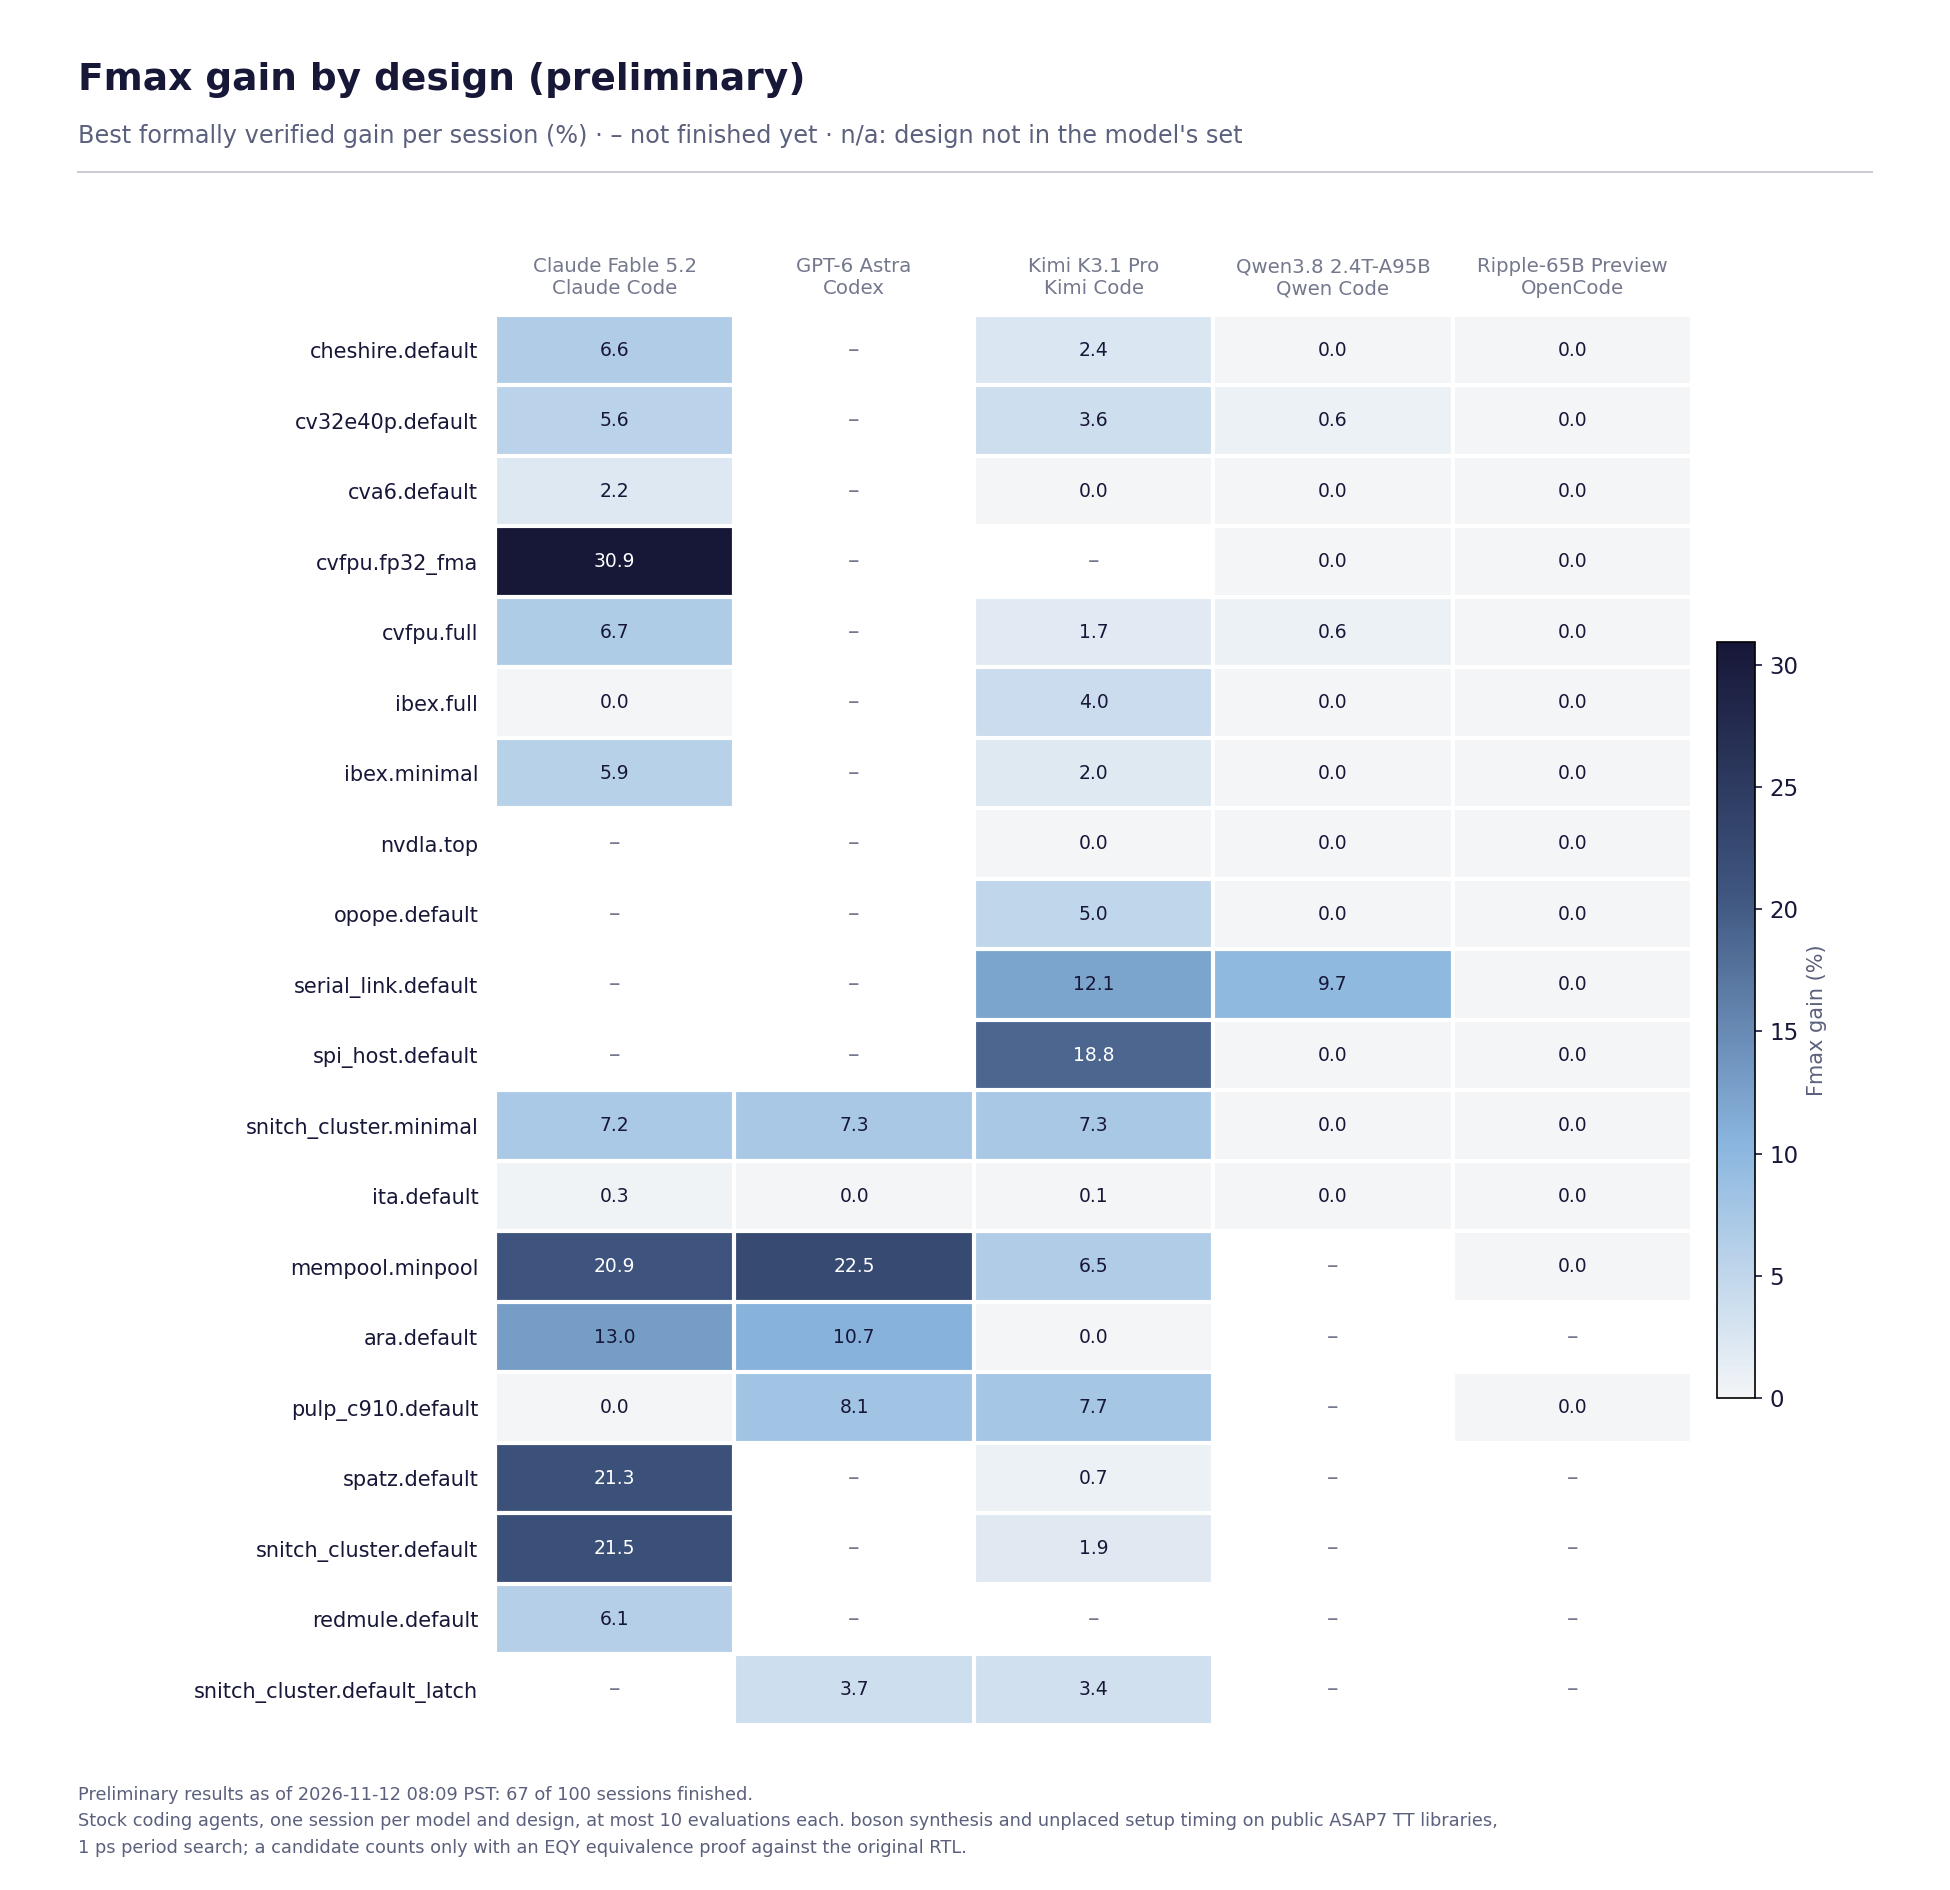 Fmax gain by design (preliminary)
Best formally verified gain per session (%) · – not finished yet · n/a: design not in the model's set
Claude Fable 5.2 GPT-6 Astra Kimi K3.1 Pro Qwen3.8 2.4T-A95B Ripple-65B Preview
Claude Code Codex Kimi Code Qwen Code OpenCode
cheshire.default 6.6 – 2.4 0.0 0.0
cv32e40p.default 5.6 – 3.6 0.6 0.0
cva6.default 2.2 – 0.0 0.0 0.0
cvfpu.fp32_fma 30.9 – – 0.0 0.0
cvfpu.full 6.7 – 1.7 0.6 0.0
ibex.full 0.0 – 4.0 0.0 0.0
ibex.minimal 5.9 – 2.0 0.0 0.0
nvdla.top – – 0.0 0.0 0.0
opope.default – – 5.0 0.0 0.0
serial_link.default – – 12.1 9.7 0.0
spi_host.default – – 18.8 0.0 0.0
snitch_cluster.minimal 7.2 7.3 7.3 0.0 0.0
ita.default 0.3 0.0 0.1 0.0 0.0
mempool.minpool 20.9 22.5 6.5 – 0.0
ara.default 13.0 10.7 0.0 – –
pulp_c910.default 0.0 8.1 7.7 – 0.0
spatz.default 21.3 – 0.7 – –
snitch_cluster.default 21.5 – 1.9 – –
redmule.default 6.1 – – – –
snitch_cluster.default_latch – 3.7 3.4 – –
30
25
20
15
10
5
0
Fmax gain (%)
Preliminary results as of 2026-11-12 08:09 PST: 67 of 100 sessions finished.
Stock coding agents, one session per model and design, at most 10 evaluations each. boson synthesis and unplaced setup timing on public ASAP7 TT libraries,
1 ps period search; a candidate counts only with an EQY equivalence proof against the original RTL.